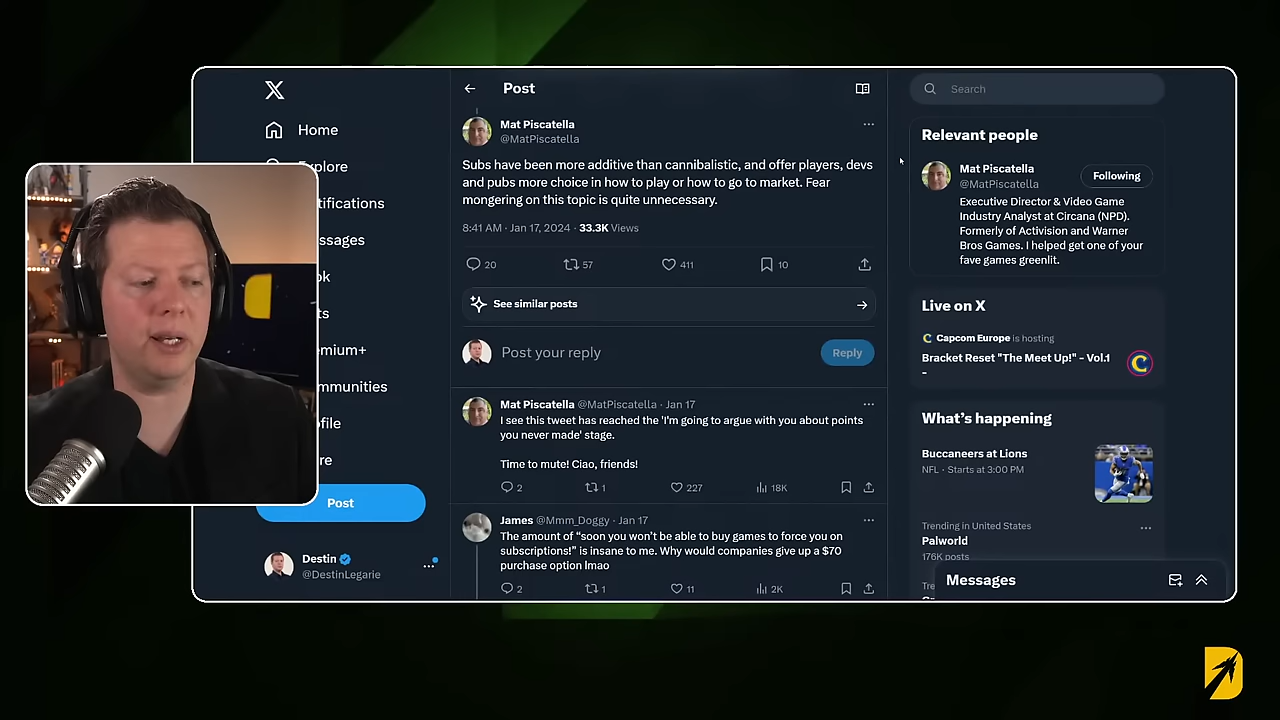 Home
Explore
tifications
ssages
ok
ts
emium+
mmunities
ofile
re
Post
Destin
@DestinLegarie
Post
Mat Piscatella
@MatPiscatella
Subs have been more additive than cannibalistic, and offer players, devs
and pubs more choice in how to play or how to go to market. Fear
mongering on this topic is quite unnecessary.
8:41 AM · Jan 17, 2024 · 33.3K Views
20 57 411 10
See similar posts
Post your reply
Reply
Mat Piscatella @MatPiscatella · Jan 17
I see this tweet has reached the 'I'm going to argue with you about points
you never made' stage.
Time to mute! Ciao, friends!
2 1 227 18K
James @Mmm_Doggy · Jan 17
The amount of “soon you won’t be able to buy games to force you on
subscriptions!” is insane to me. Why would companies give up a $70
purchase option lmao
2 1 11 2K
Search
Relevant people
Mat Piscatella
@MatPiscatella
Following
Executive Director & Video Game
Industry Analyst at Circana (NPD).
Formerly of Activision and Warner
Bros Games. I helped get one of your
fave games greenlit.
Live on X
Capcom Europe is hosting
Bracket Reset "The Meet Up!" - Vol.1
-
What’s happening
Buccaneers at Lions
NFL · Starts at 3:00 PM
Trending in United States
Palworld
176K posts
Messages